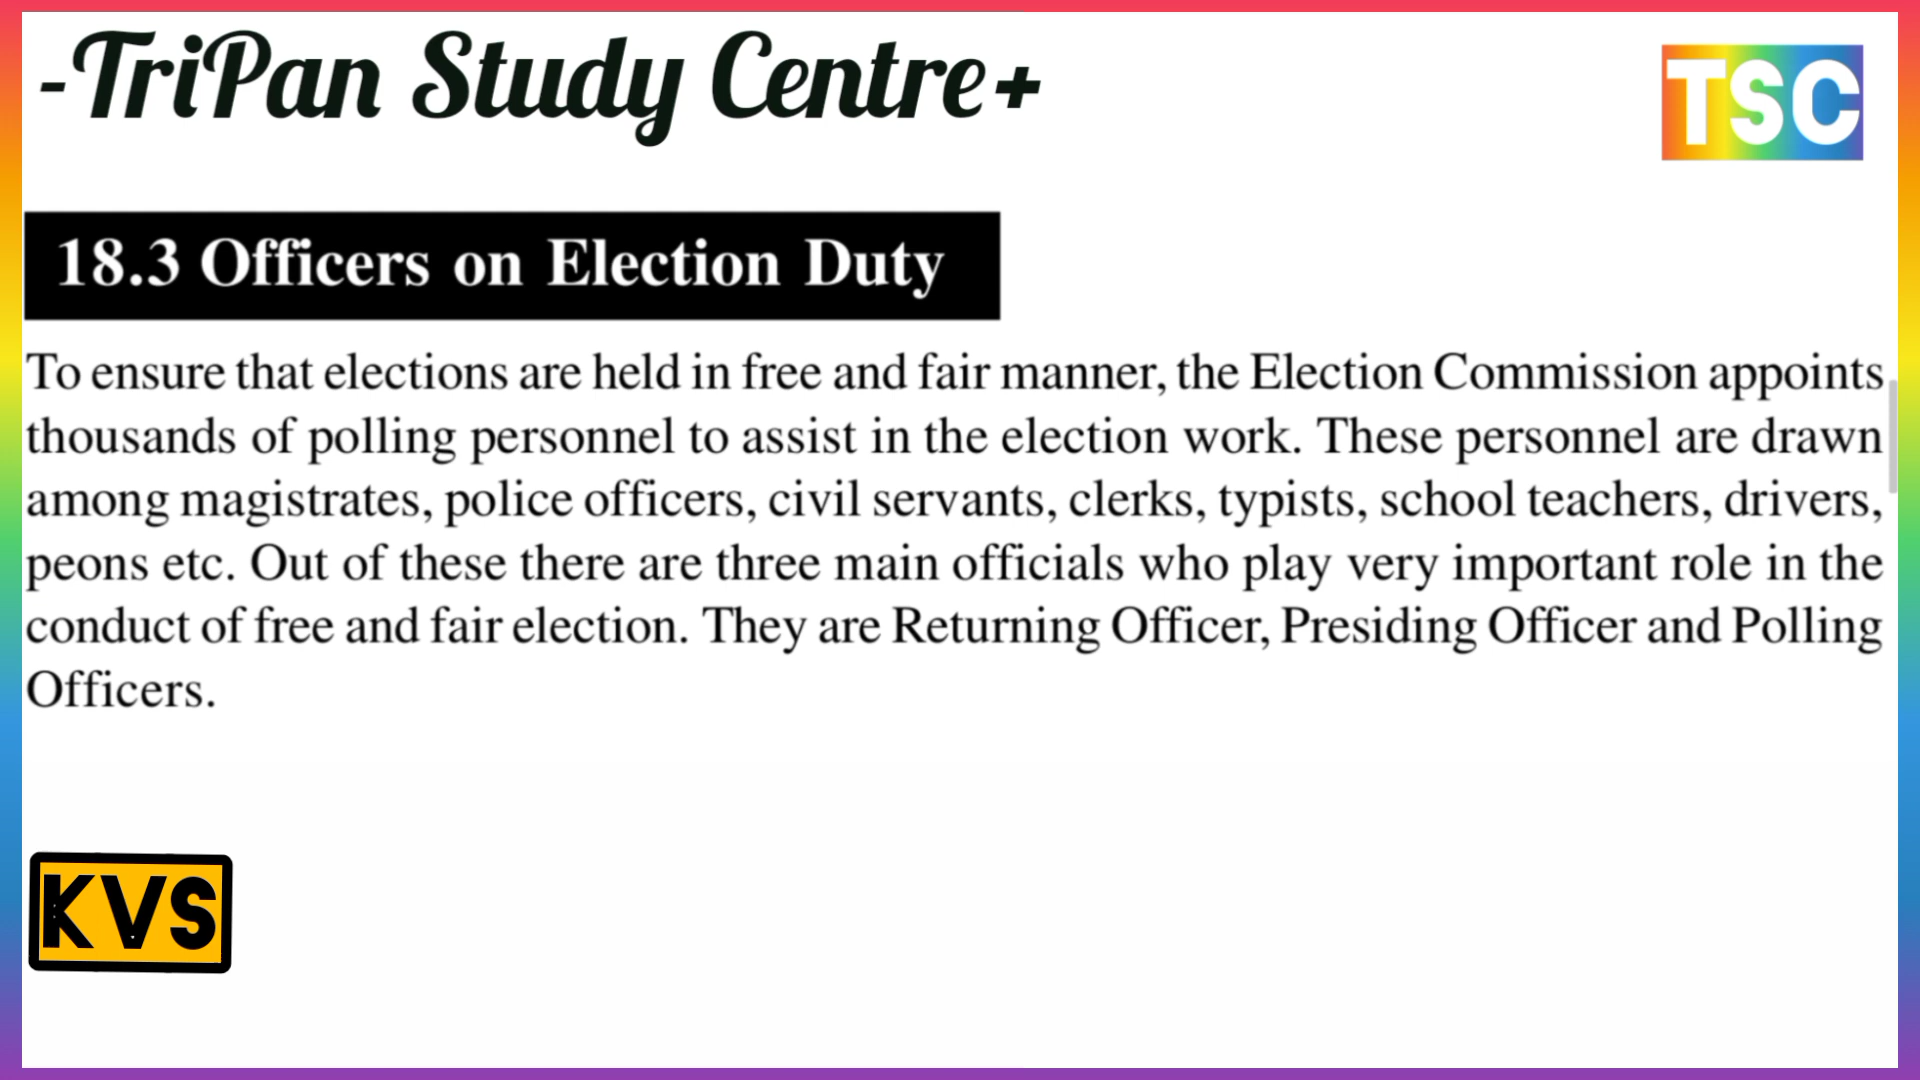 -TriPan Study Centre+
TSC
18.3 Officers on Election Duty
To ensure that elections are held in free and fair manner, the Election Commission appoints
thousands of polling personnel to assist in the election work. These personnel are drawn
among magistrates, police officers, civil servants, clerks, typists, school teachers, drivers,
peons etc. Out of these there are three main officials who play very important role in the
conduct of free and fair election. They are Returning Officer, Presiding Officer and Polling
Officers.
KVS